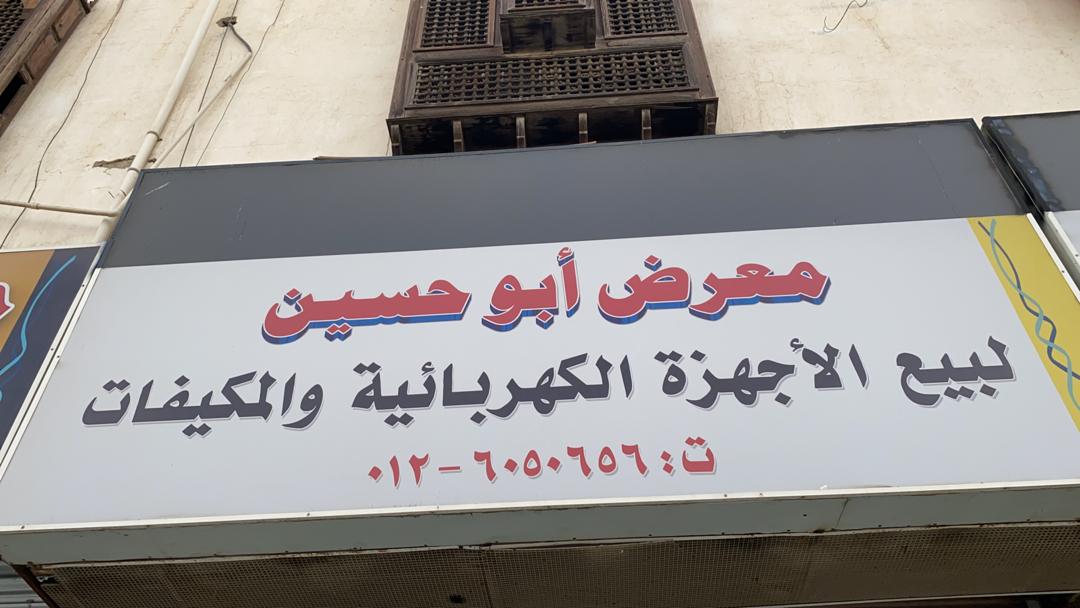 معرض أبو حسين
لبيع الأجهزة الكهربائية والمكيفات
ت: ٦٠٥٠٦٥٦ - ٠١٢